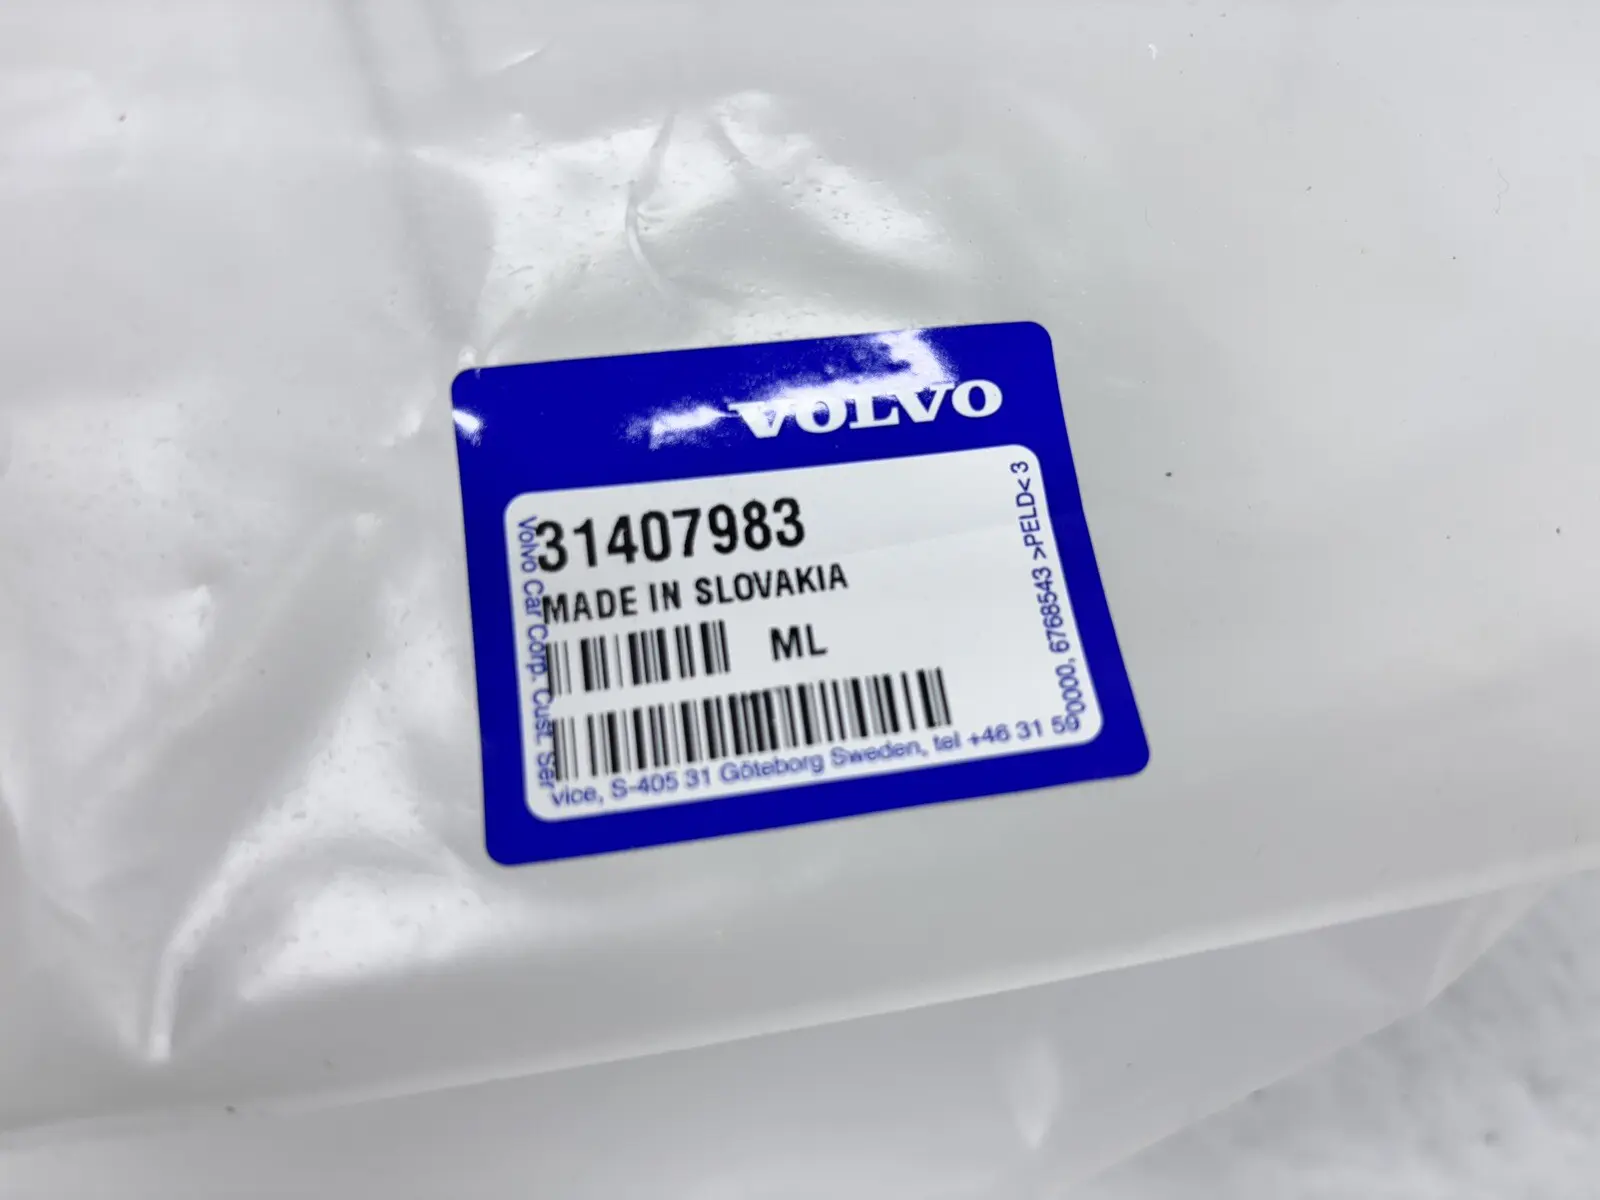 VOLVO
31407983
MADE IN SLOVAKIA
ML
Volvo Car Corp. Cust. Ser
vice, S-405 31 Göteborg Sweden, tel +46 31 59
0000, 6768543 >PELD< 3